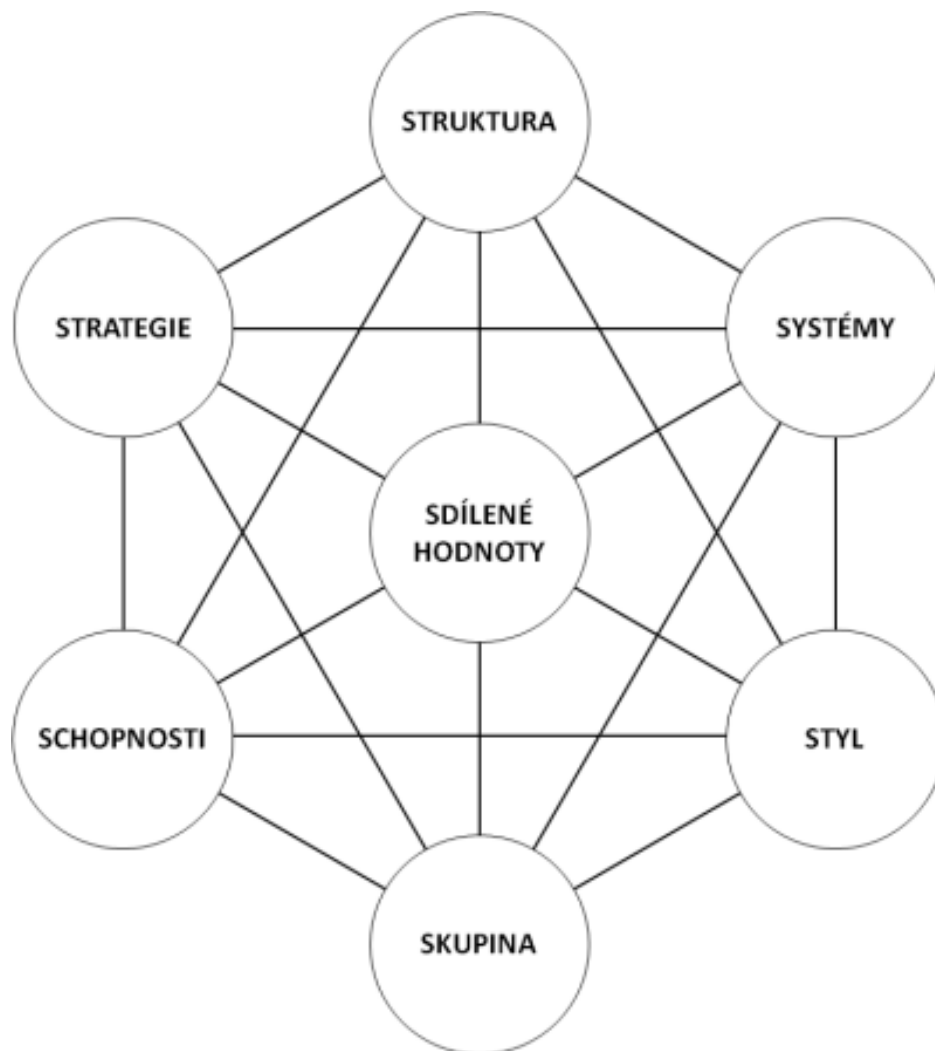 STRUKTURA
STRATEGIE
SYSTÉMY
SDÍLENÉ
HODNOTY
SCHOPNOSTI
STYL
SKUPINA